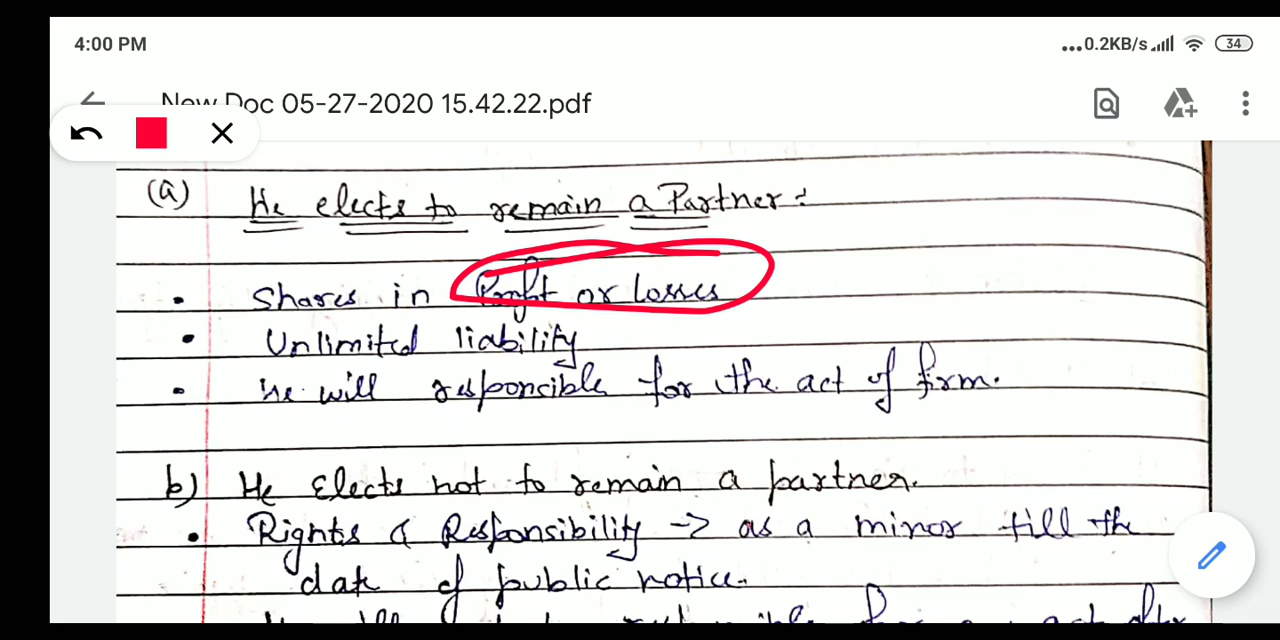 4:00 PM
...0.2KB/s 34
New Doc 05-27-2020 15.42.22.pdf
(a) He elects to remain a Partner:
• Shares in Profit or Losses
• Unlimited liability
• He will responsible for the act of firm.
b) He Elects not to remain a partner.
• Rights & Responsibility -> as a minor till the
date of public notice.
act after